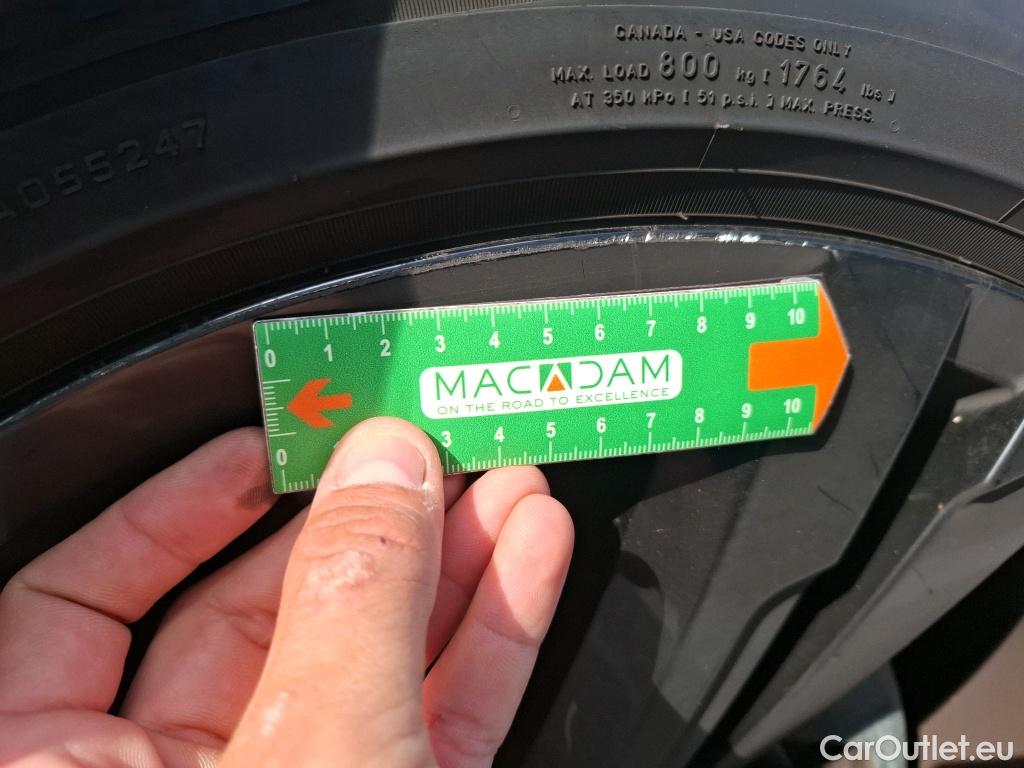 CANADA - USA CODES ONLY
MAX. LOAD 800 kg [ 1764 lbs ]
AT 350 kPo [ 51 p.s.i. ] MAX. PRESS.
A055247
0 1 2 3 4 5 6 7 8 9 10
MACADAM
ON THE ROAD TO EXCELLENCE
0 3 4 5 6 7 8 9 10
CarOutlet.eu